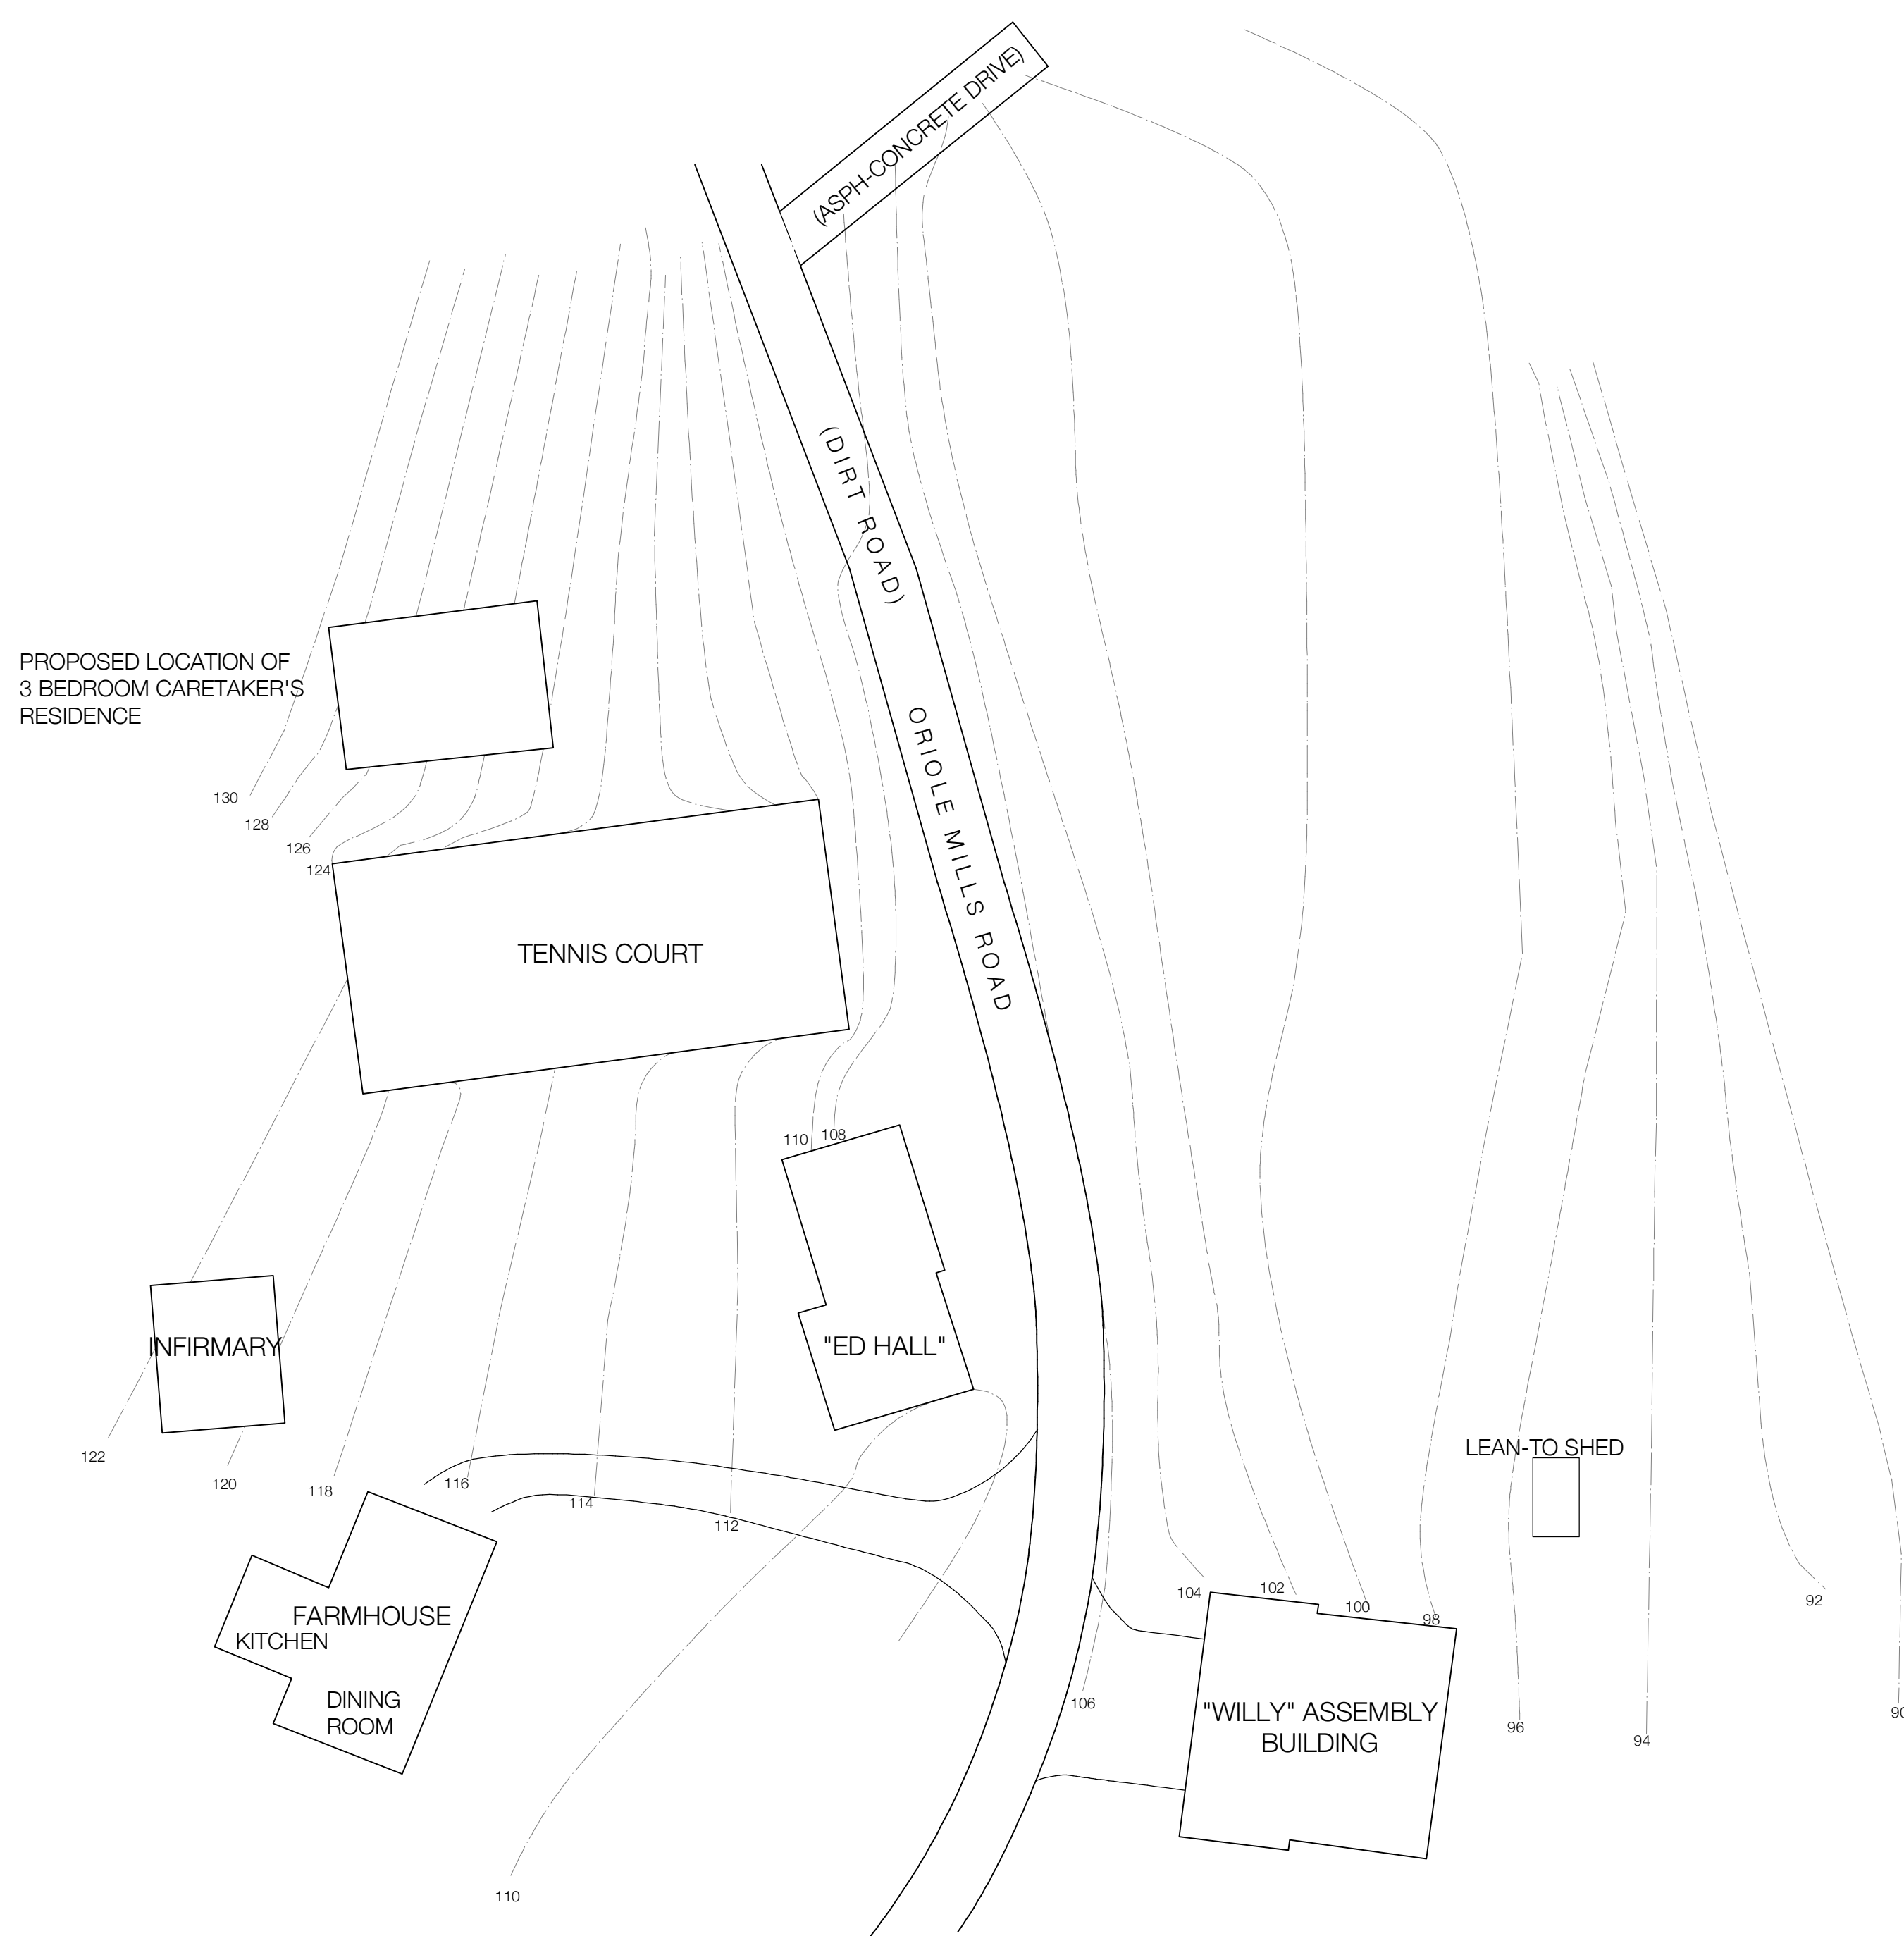 (ASPH-CONCRETE DRIVE)
(DIRT ROAD)
PROPOSED LOCATION OF
3 BEDROOM CARETAKER'S
RESIDENCE
ORIOLE MILLS ROAD
130
128
126
124
TENNIS COURT
110
108
INFIRMARY
"ED HALL"
122
120
118
116
114
112
LEAN-TO SHED
104
102
100
98
92
FARMHOUSE
KITCHEN
DINING
ROOM
106
"WILLY" ASSEMBLY
BUILDING
96
94
90
110